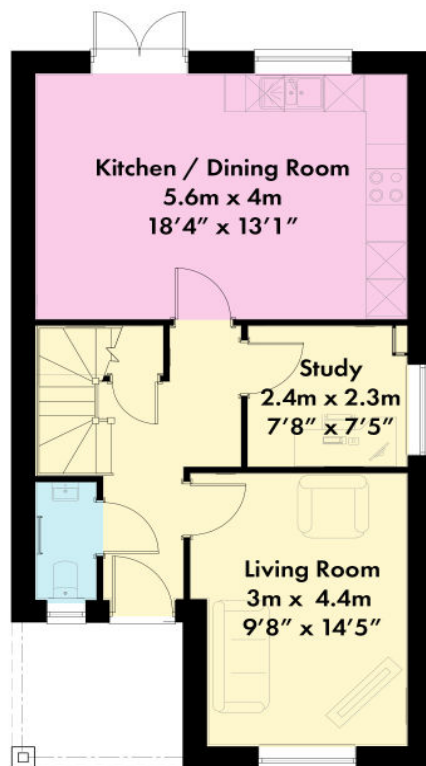 Kitchen / Dining Room
5.6m x 4m
18’4” x 13’1”
Study
2.4m x 2.3m
7’8” x 7’5”
Living Room
3m x 4.4m
9’8” x 14’5”